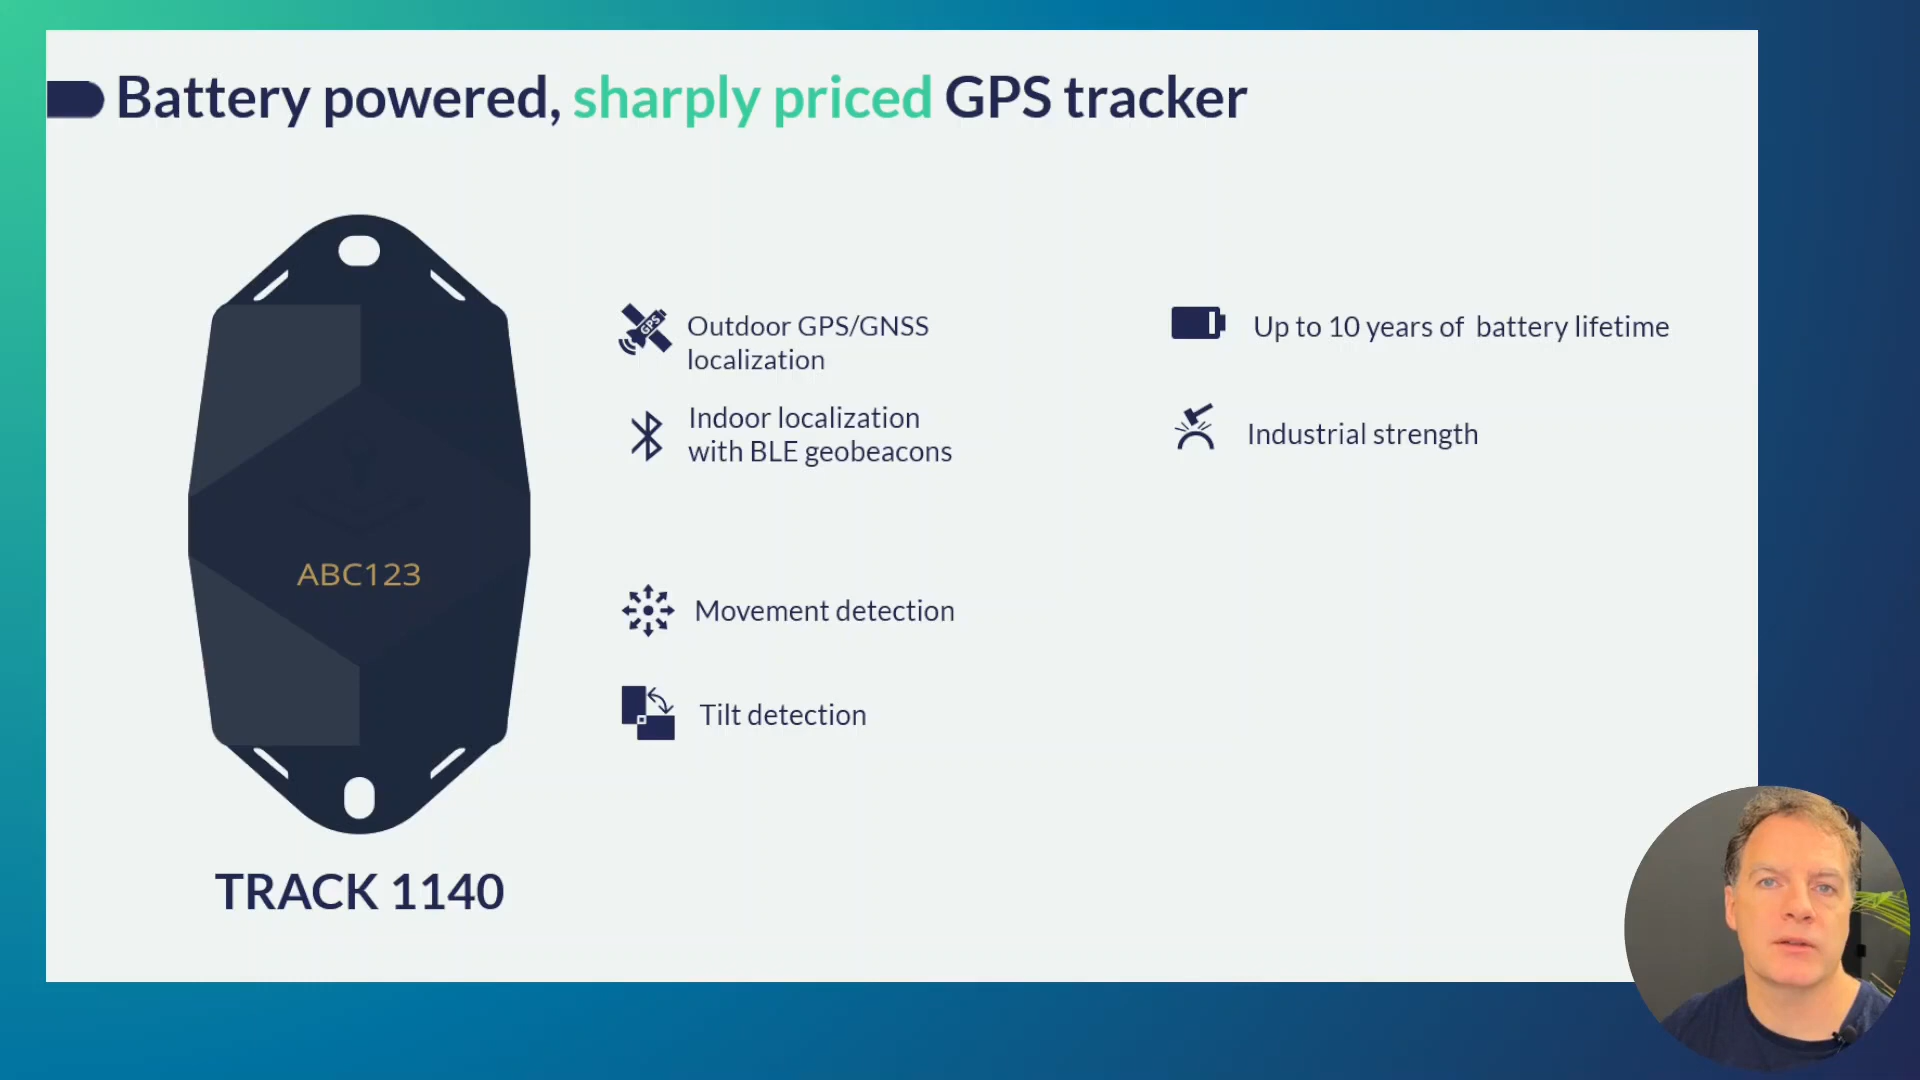 Battery powered, sharply priced GPS tracker
GPS
Outdoor GPS/GNSS
localization
Indoor localization
with BLE geobeacons
Movement detection
Tilt detection
Up to 10 years of battery lifetime
Industrial strength
ABC123
TRACK 1140